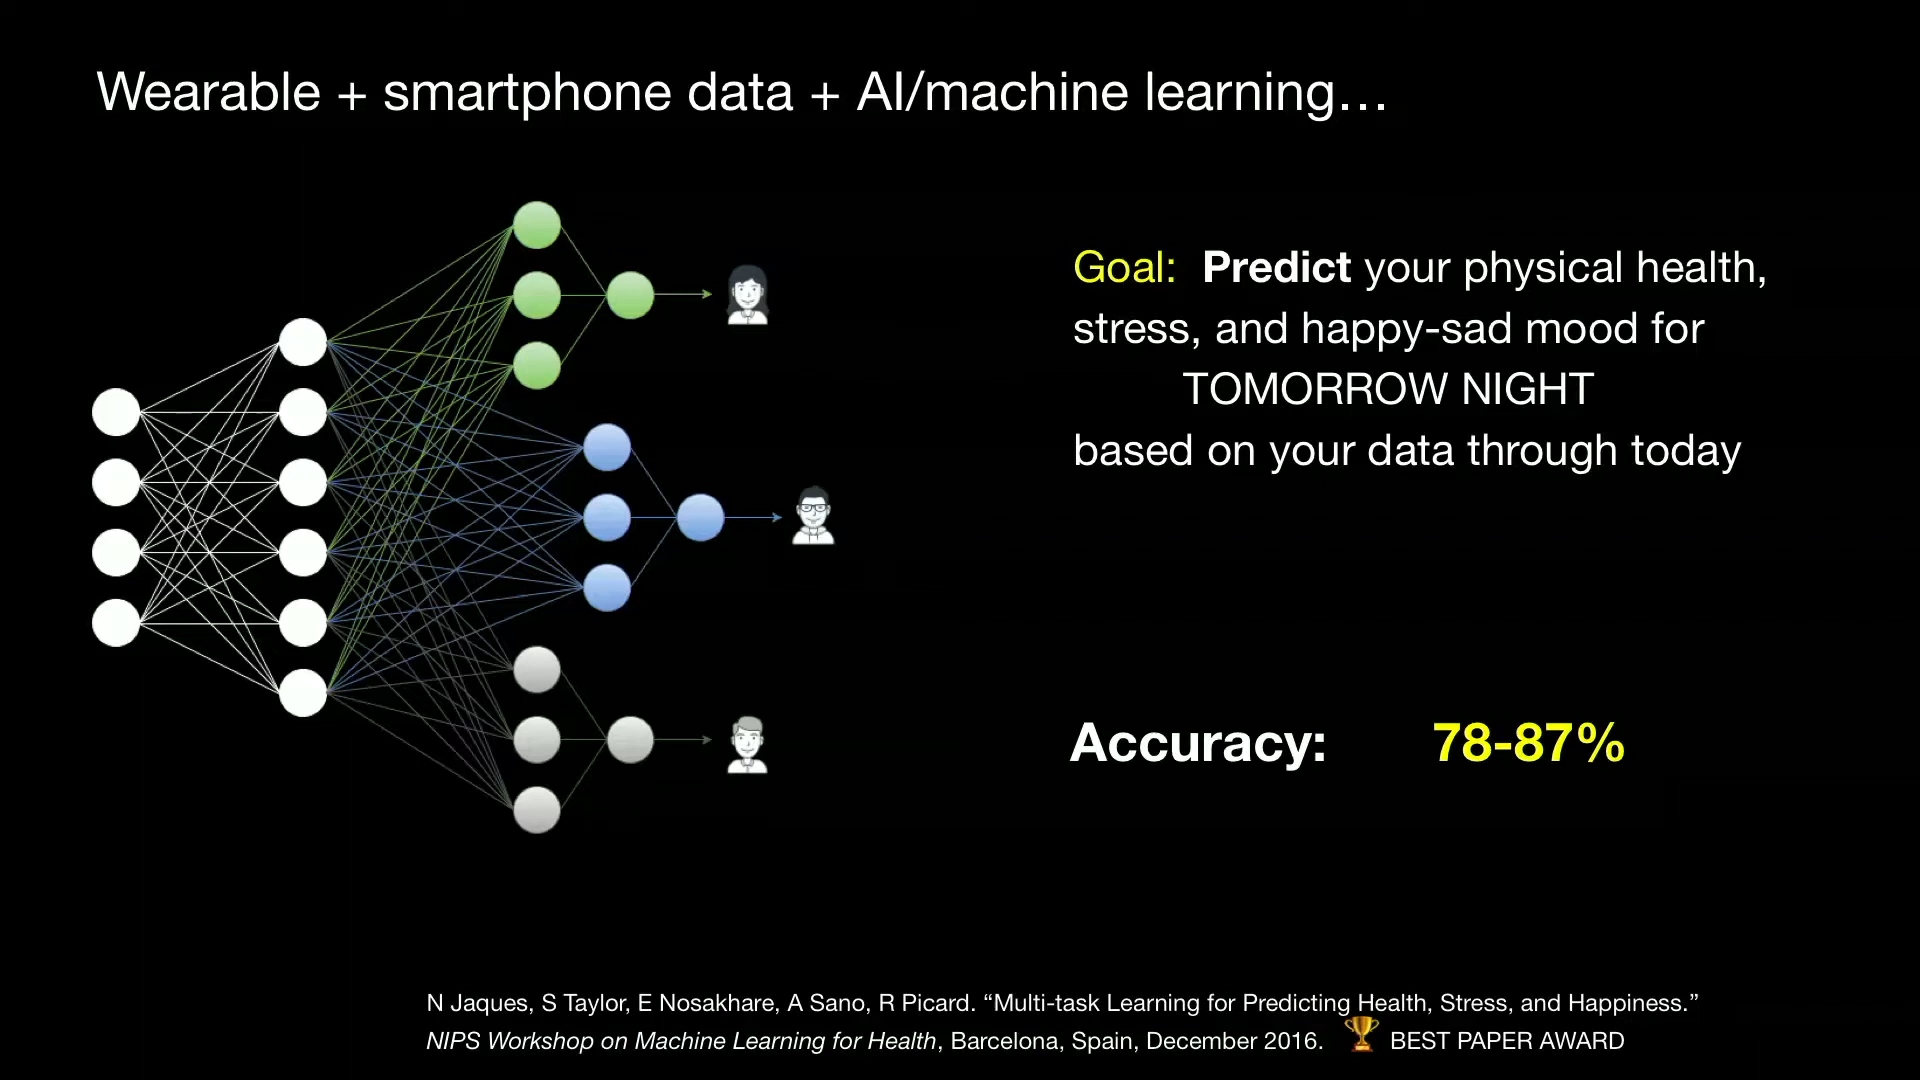 Wearable + smartphone data + AI/machine learning…
Goal: Predict your physical health,
stress, and happy-sad mood for
TOMORROW NIGHT
based on your data through today
Accuracy: 78-87%
N Jaques, S Taylor, E Nosakhare, A Sano, R Picard. “Multi-task Learning for Predicting Health, Stress, and Happiness.”
NIPS Workshop on Machine Learning for Health, Barcelona, Spain, December 2016. 🏆 BEST PAPER AWARD